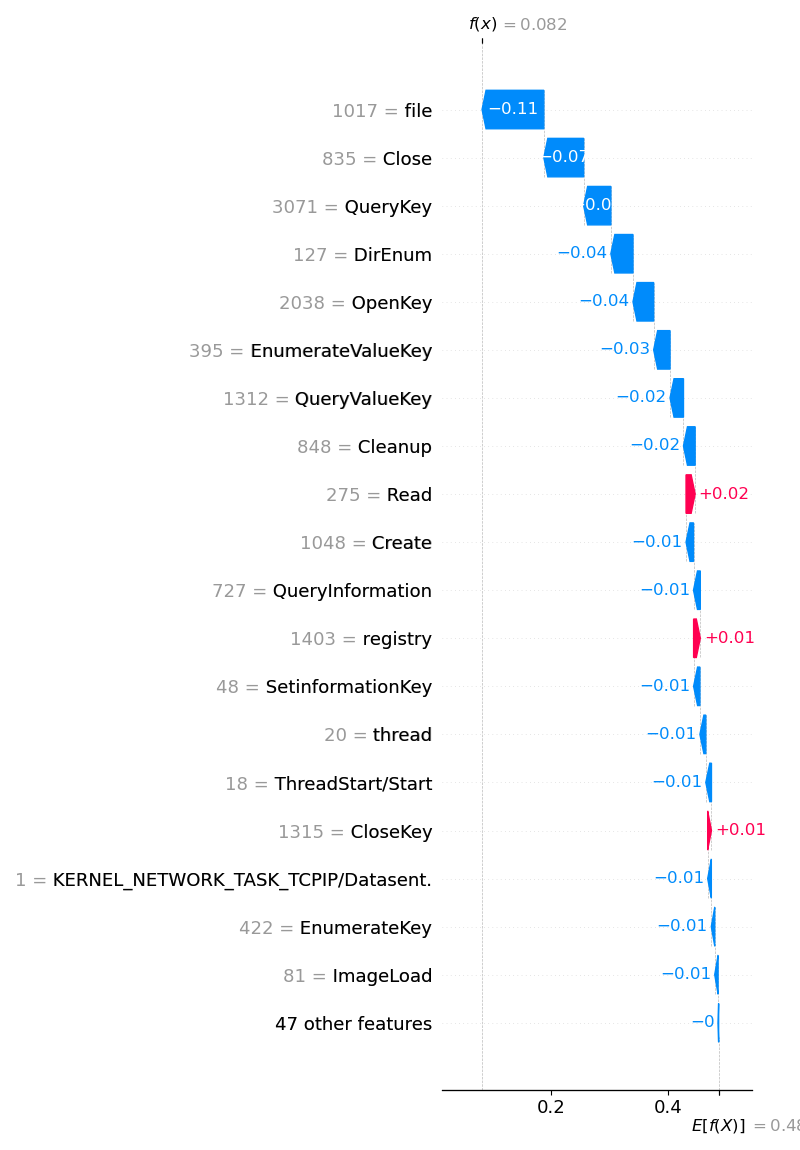 f(x) = 0.082
1017 = file −0.11
835 = Close −0.07
3071 = QueryKey
127 = DirEnum −0.04
2038 = OpenKey −0.04
395 = EnumerateValueKey −0.03
1312 = QueryValueKey −0.02
848 = Cleanup −0.02
275 = Read +0.02
1048 = Create −0.01
727 = QueryInformation −0.01
1403 = registry +0.01
48 = SetinformationKey −0.01
20 = thread −0.01
18 = ThreadStart/Start −0.01
1315 = CloseKey +0.01
1 = KERNEL_NETWORK_TASK_TCPIP/Datasent. −0.01
422 = EnumerateKey −0.01
81 = ImageLoad −0.01
47 other features −0
0.2 0.4
E[f(X)] = 0.48